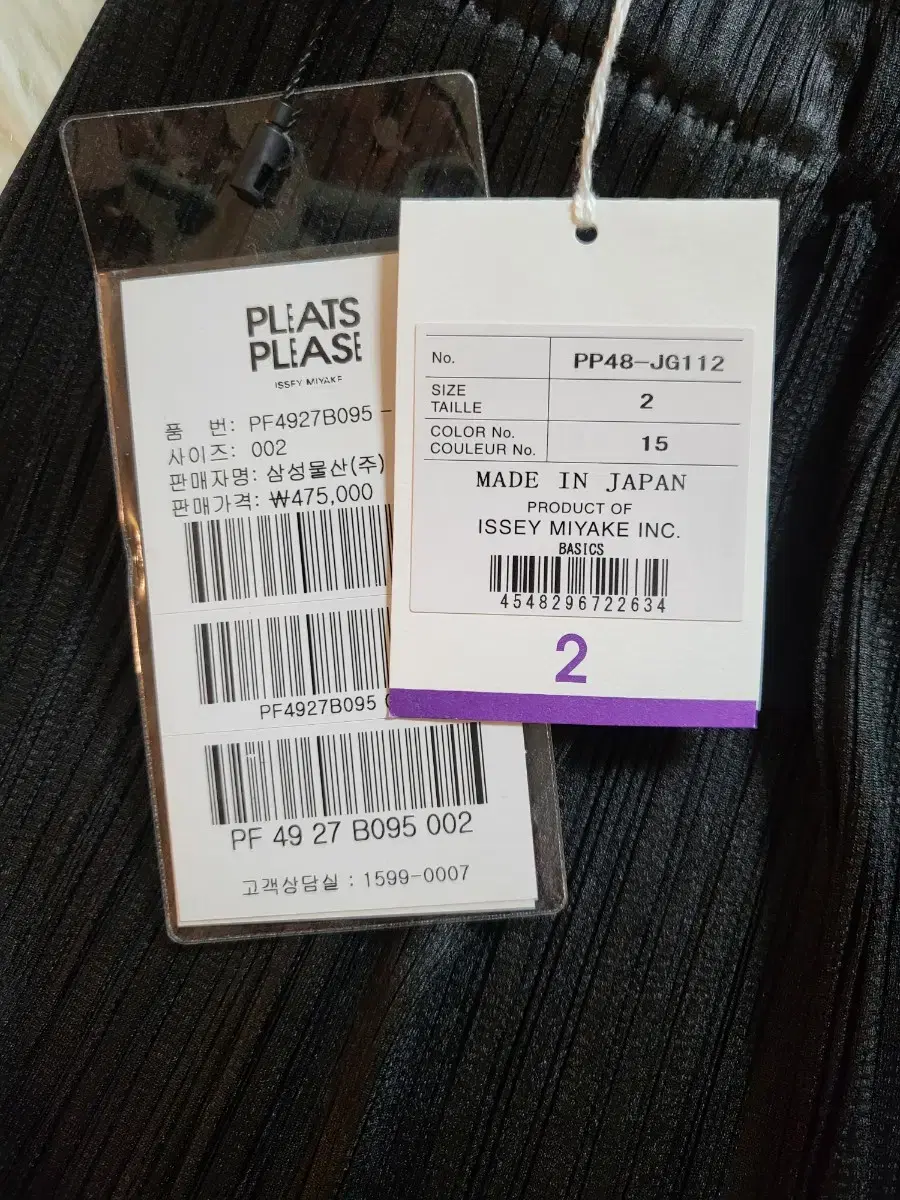 PLEATS
PLEASE
ISSEY MIYAKE
품 번: PF4927B095 -
사이즈: 002
판매자명: 삼성물산(주)
판매가격: ₩475,000
PF4927B095
PF 49 27 B095 002
고객상담실 : 1599-0007
No. PP48-JG112
SIZE
TAILLE 2
COLOR No.
COULEUR No. 15
MADE IN JAPAN
PRODUCT OF
ISSEY MIYAKE INC.
BASICS
4548296722634
2